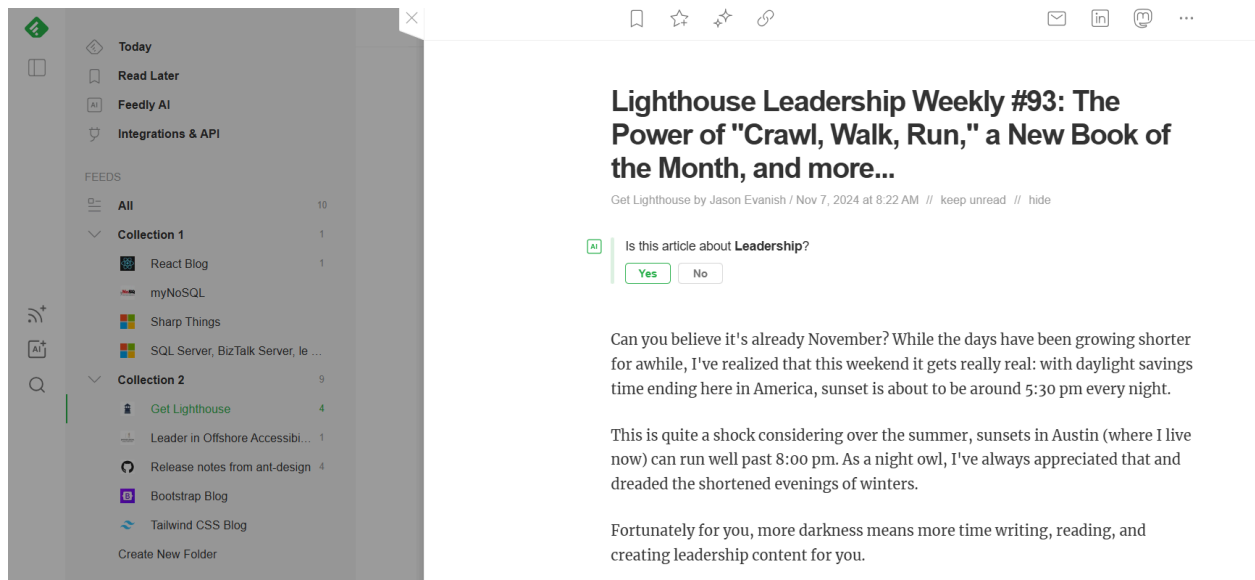 Today
Read Later
AI
Feedly AI
Integrations & API
FEEDS
All 10
Collection 1 1
React Blog 1
myNoSQL
Sharp Things
SQL Server, BizTalk Server, le ...
Collection 2 9
Get Lighthouse 4
Leader in Offshore Accessibi... 1
Release notes from ant-design 4
B
Bootstrap Blog
Tailwind CSS Blog
Create New Folder
AI
in
Lighthouse Leadership Weekly #93: The
Power of "Crawl, Walk, Run," a New Book of
the Month, and more...
Get Lighthouse by Jason Evanish / Nov 7, 2024 at 8:22 AM // keep unread // hide
AI
Is this article about Leadership?
Yes No
Can you believe it's already November? While the days have been growing shorter
for awhile, I've realized that this weekend it gets really real: with daylight savings
time ending here in America, sunset is about to be around 5:30 pm every night.
This is quite a shock considering over the summer, sunsets in Austin (where I live
now) can run well past 8:00 pm. As a night owl, I've always appreciated that and
dreaded the shortened evenings of winters.
Fortunately for you, more darkness means more time writing, reading, and
creating leadership content for you.